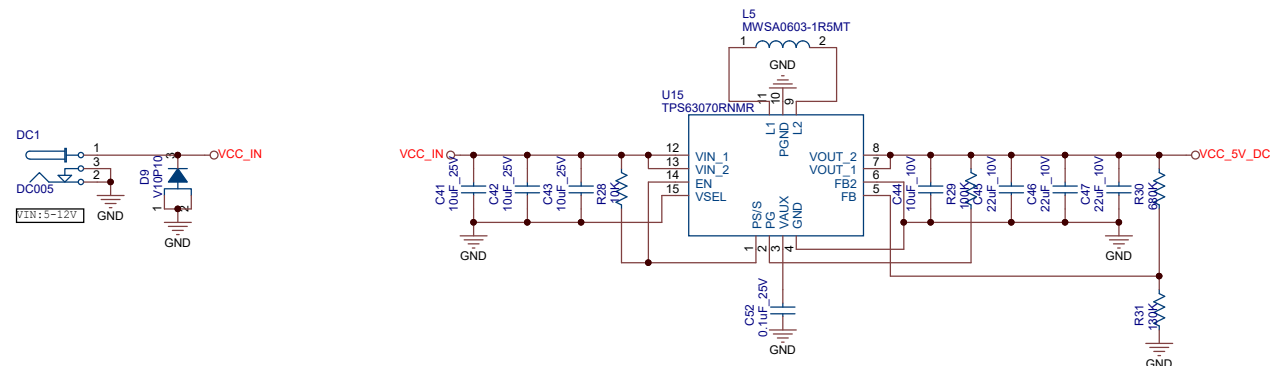 L5
MWSA0603-1R5MT
1
2
GND
11
10
9
U15
TPS63070RNMR
L1
PGND
L2
DC1
1
3
2
DC005
VIN:5-12V
GND
3
D9
V10P10
1
2
GND
VCC_IN
VCC_IN
C41
10uF_25V
C42
10uF_25V
C43
10uF_25V
R28
10K
GND
12
13
14
15
VIN_1
VIN_2
EN
VSEL
VOUT_2
VOUT_1
FB2
FB
8
7
6
5
PS/S
PG
VAUX
GND
1
2
3
4
C52
0.1uF_25V
GND
C44
10uF_10V
R29
100K
C45
22uF_10V
C46
22uF_10V
C47
22uF_10V
R30
680K
VCC_5V_DC
GND
R31
130K
GND